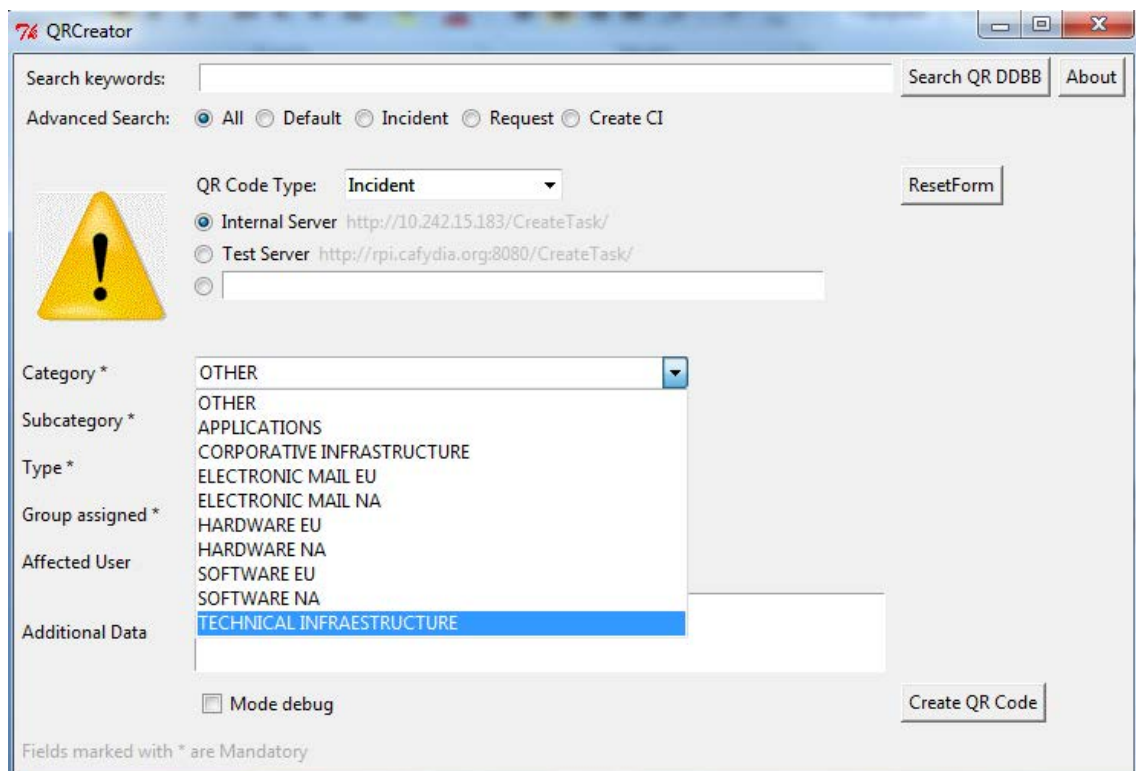 QRCreator
Search keywords: Search QR DDBB About
Advanced Search: All Default Incident Request Create CI
QR Code Type: Incident ResetForm
Internal Server http://10.242.15.183/CreateTask/
Test Server http://rpi.cafydia.org:8080/CreateTask/
Category * OTHER
OTHER
Subcategory * APPLICATIONS
CORPORATIVE INFRASTRUCTURE
Type * ELECTRONIC MAIL EU
ELECTRONIC MAIL NA
Group assigned * HARDWARE EU
HARDWARE NA
Affected User SOFTWARE EU
SOFTWARE NA
Additional Data TECHNICAL INFRAESTRUCTURE
Mode debug Create QR Code
Fields marked with * are Mandatory